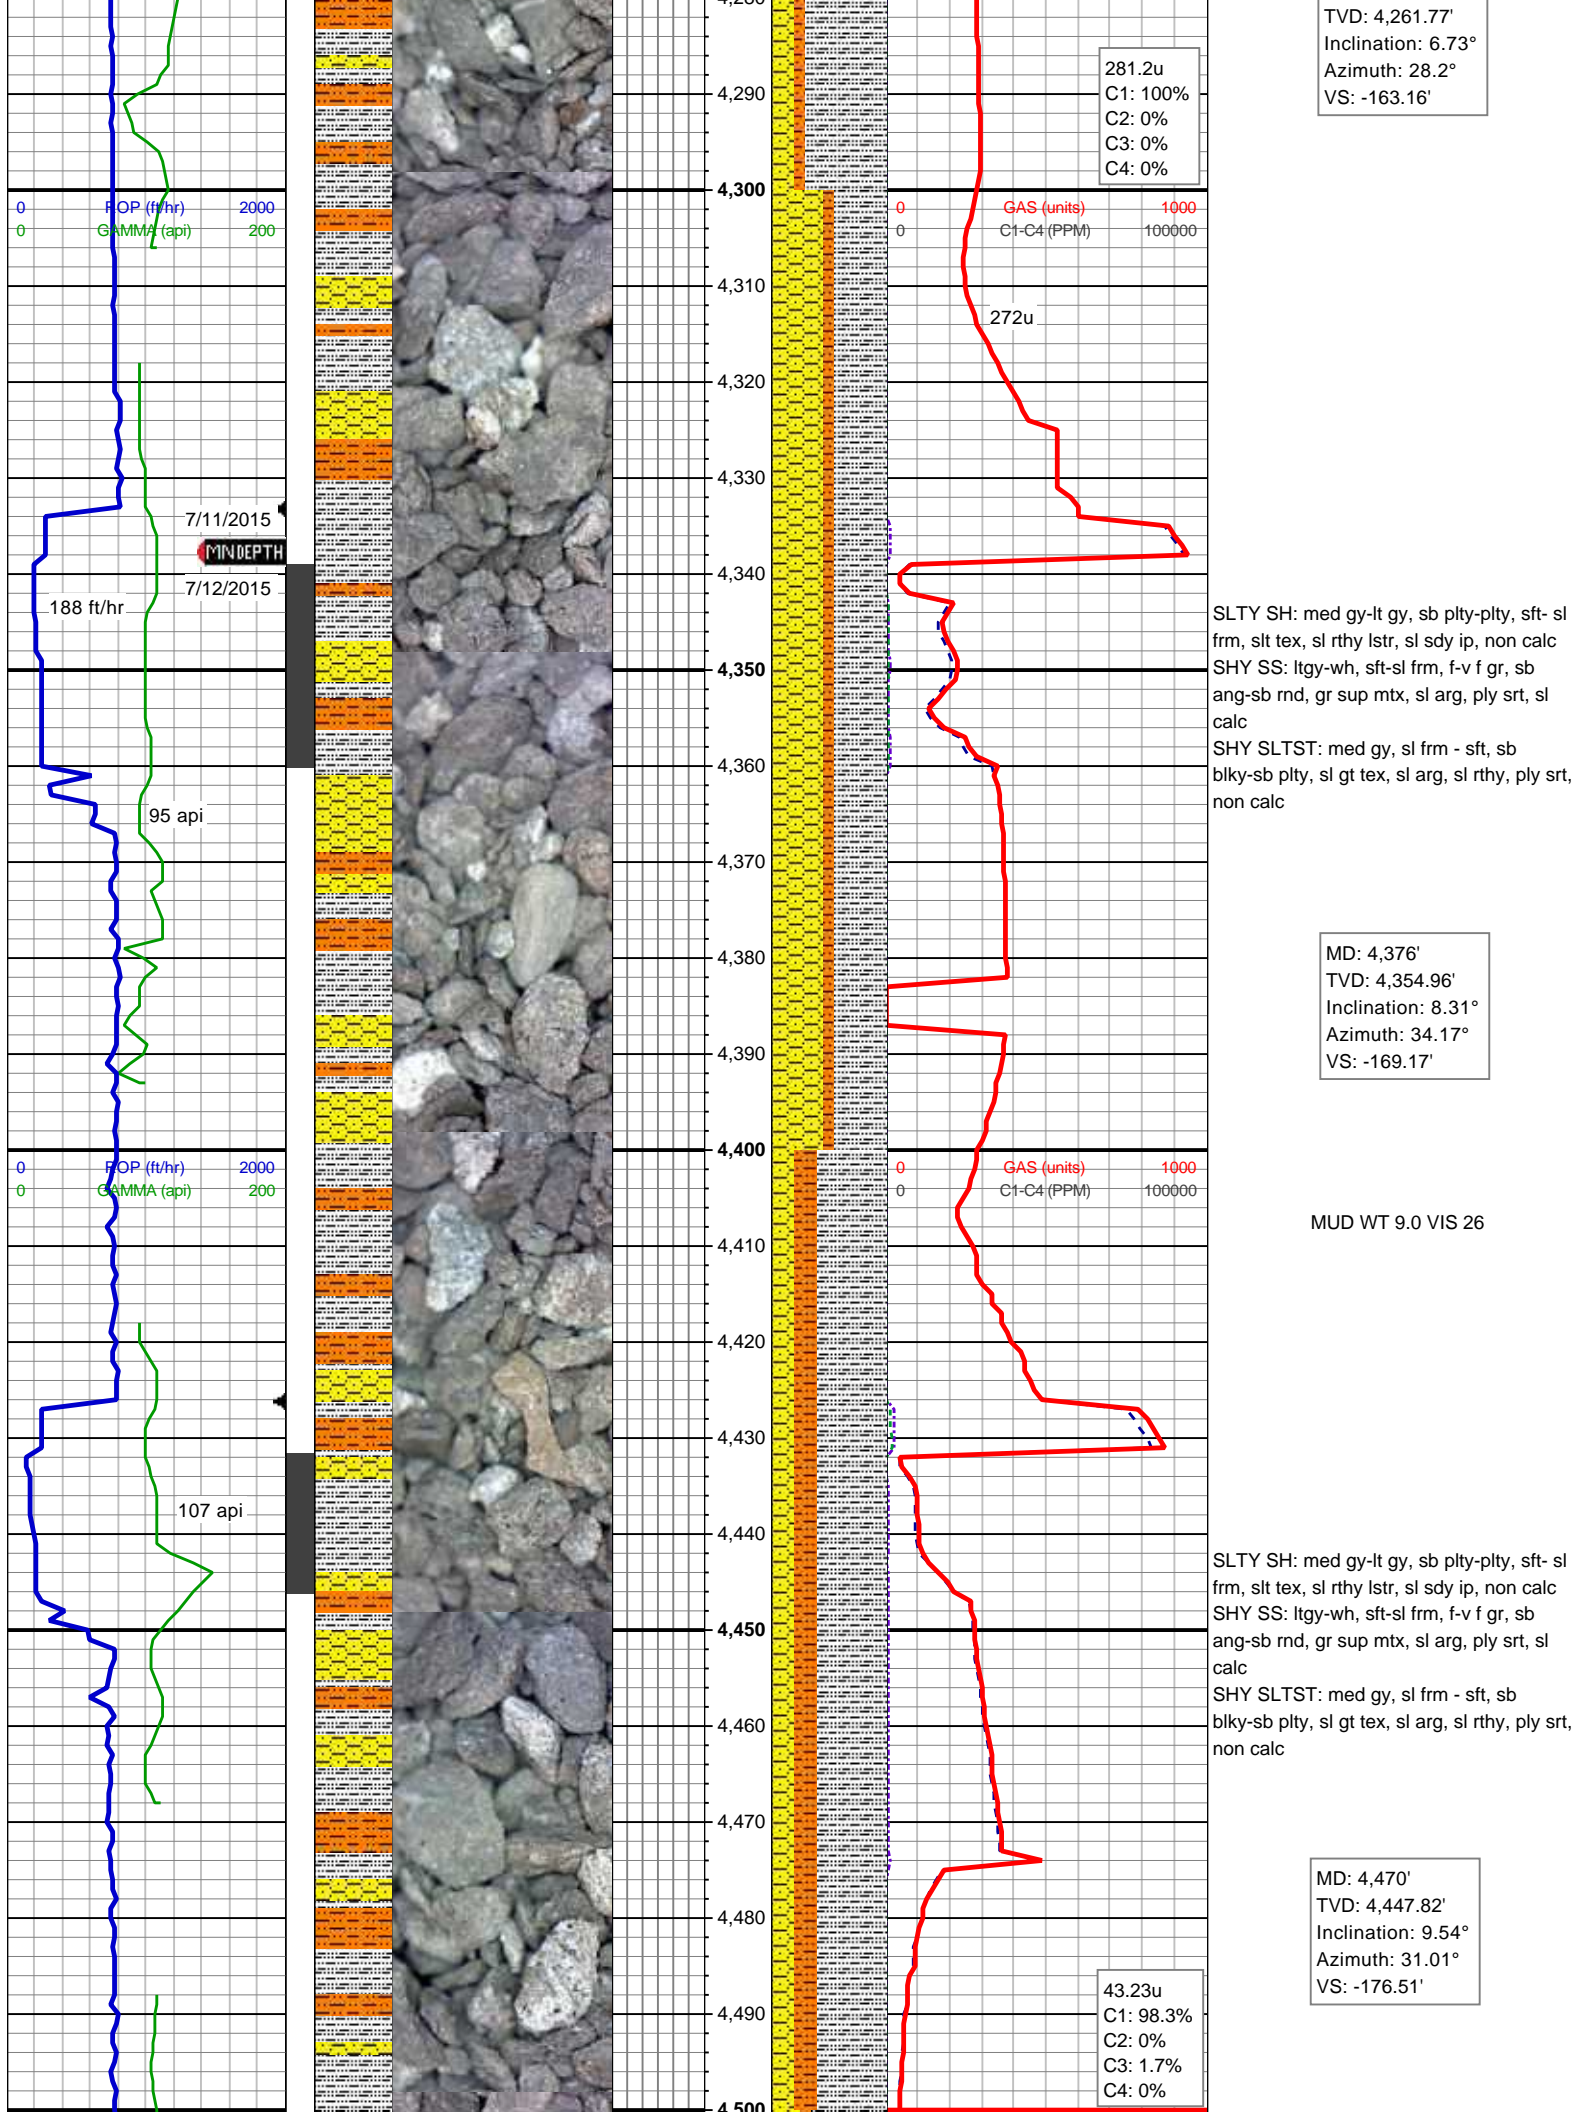 4,280
TVD: 4,261.77'
Inclination: 6.73°
Azimuth: 28.2°
VS: -163.16'
281.2u
C1: 100%
C2: 0%
C3: 0%
C4: 0%
4,290
4,300
0 ROP (ft/hr) 2000
0 GAMMA (api) 200
0 GAS (units) 1000
0 C1-C4 (PPM) 100000
4,310
272u
4,320
4,330
7/11/2015
MN DEPTH
7/12/2015
4,340
188 ft/hr
SLTY SH: med gy-lt gy, sb plty-plty, sft- sl
frm, slt tex, sl rthy lstr, sl sdy ip, non calc
SHY SS: ltgy-wh, sft-sl frm, f-v f gr, sb
ang-sb rnd, gr sup mtx, sl arg, ply srt, sl
calc
SHY SLTST: med gy, sl frm - sft, sb
blky-sb plty, sl gt tex, sl arg, sl rthy, ply srt,
non calc
4,350
4,360
95 api
4,370
4,380
MD: 4,376'
TVD: 4,354.96'
Inclination: 8.31°
Azimuth: 34.17°
VS: -169.17'
4,390
4,400
0 ROP (ft/hr) 2000
0 GAMMA (api) 200
0 GAS (units) 1000
0 C1-C4 (PPM) 100000
MUD WT 9.0 VIS 26
4,410
4,420
4,430
107 api
4,440
SLTY SH: med gy-lt gy, sb plty-plty, sft- sl
frm, slt tex, sl rthy lstr, sl sdy ip, non calc
SHY SS: ltgy-wh, sft-sl frm, f-v f gr, sb
ang-sb rnd, gr sup mtx, sl arg, ply srt, sl
calc
SHY SLTST: med gy, sl frm - sft, sb
blky-sb plty, sl gt tex, sl arg, sl rthy, ply srt,
non calc
4,450
4,460
4,470
MD: 4,470'
TVD: 4,447.82'
Inclination: 9.54°
Azimuth: 31.01°
VS: -176.51'
4,480
4,490
43.23u
C1: 98.3%
C2: 0%
C3: 1.7%
C4: 0%
4,500